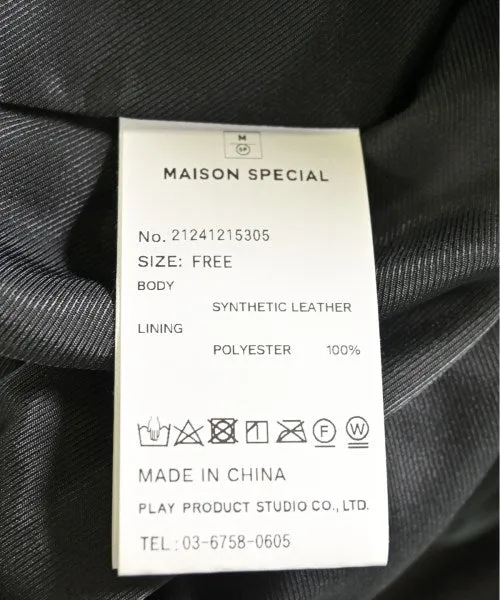 M
SP
MAISON SPECIAL
No. 21241215305
SIZE: FREE
BODY
SYNTHETIC LEATHER
LINING
POLYESTER 100%
F W
MADE IN CHINA
PLAY PRODUCT STUDIO CO., LTD.
TEL : 03-6758-0605